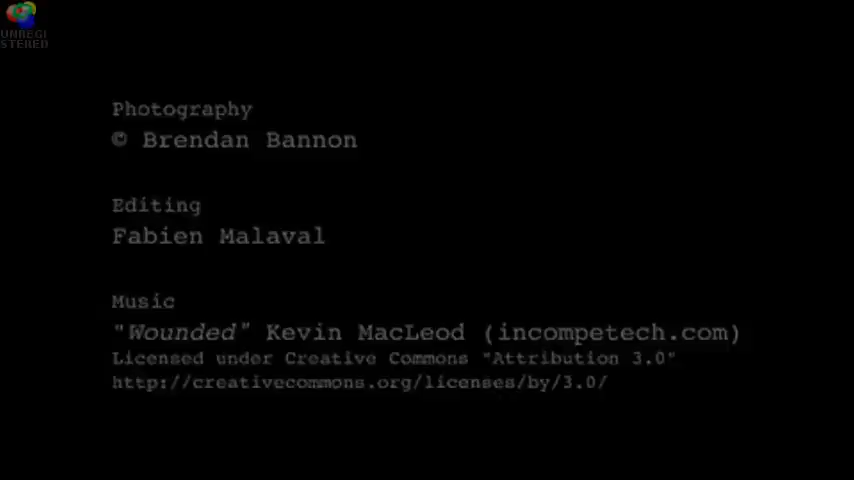 UNREGI
STERED
Photography
© Brendan Bannon
Editing
Fabien Malaval
Music
"Wounded" Kevin MacLeod (incompetech.com)
Licensed under Creative Commons "Attribution 3.0"
http://creativecommons.org/licenses/by/3.0/